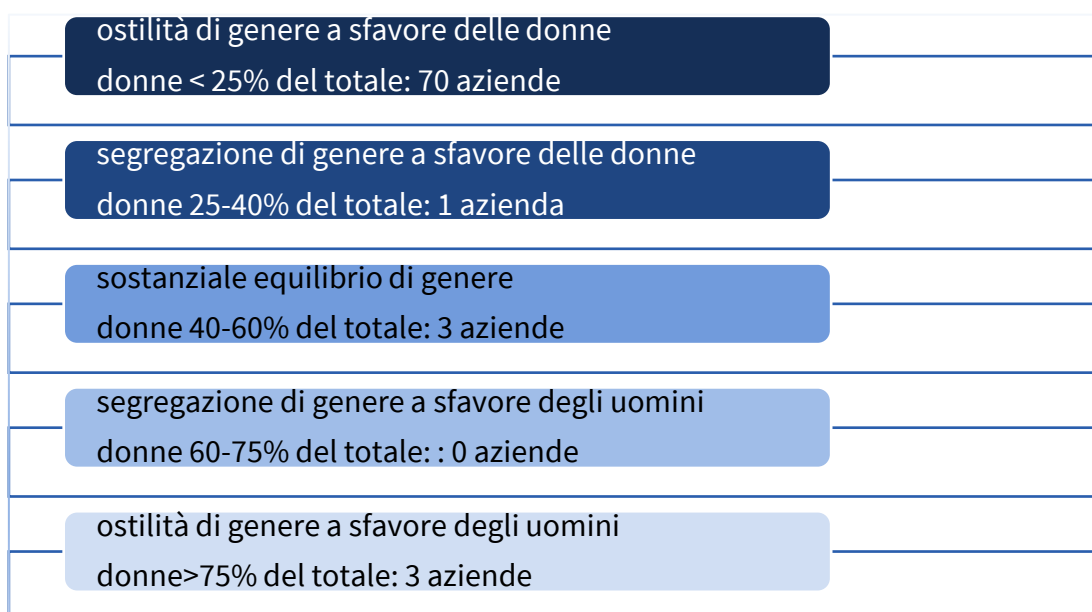 ostilità di genere a sfavore delle donne
donne < 25% del totale: 70 aziende
segregazione di genere a sfavore delle donne
donne 25-40% del totale: 1 azienda
sostanziale equilibrio di genere
donne 40-60% del totale: 3 aziende
segregazione di genere a sfavore degli uomini
donne 60-75% del totale: : 0 aziende
ostilità di genere a sfavore degli uomini
donne>75% del totale: 3 aziende